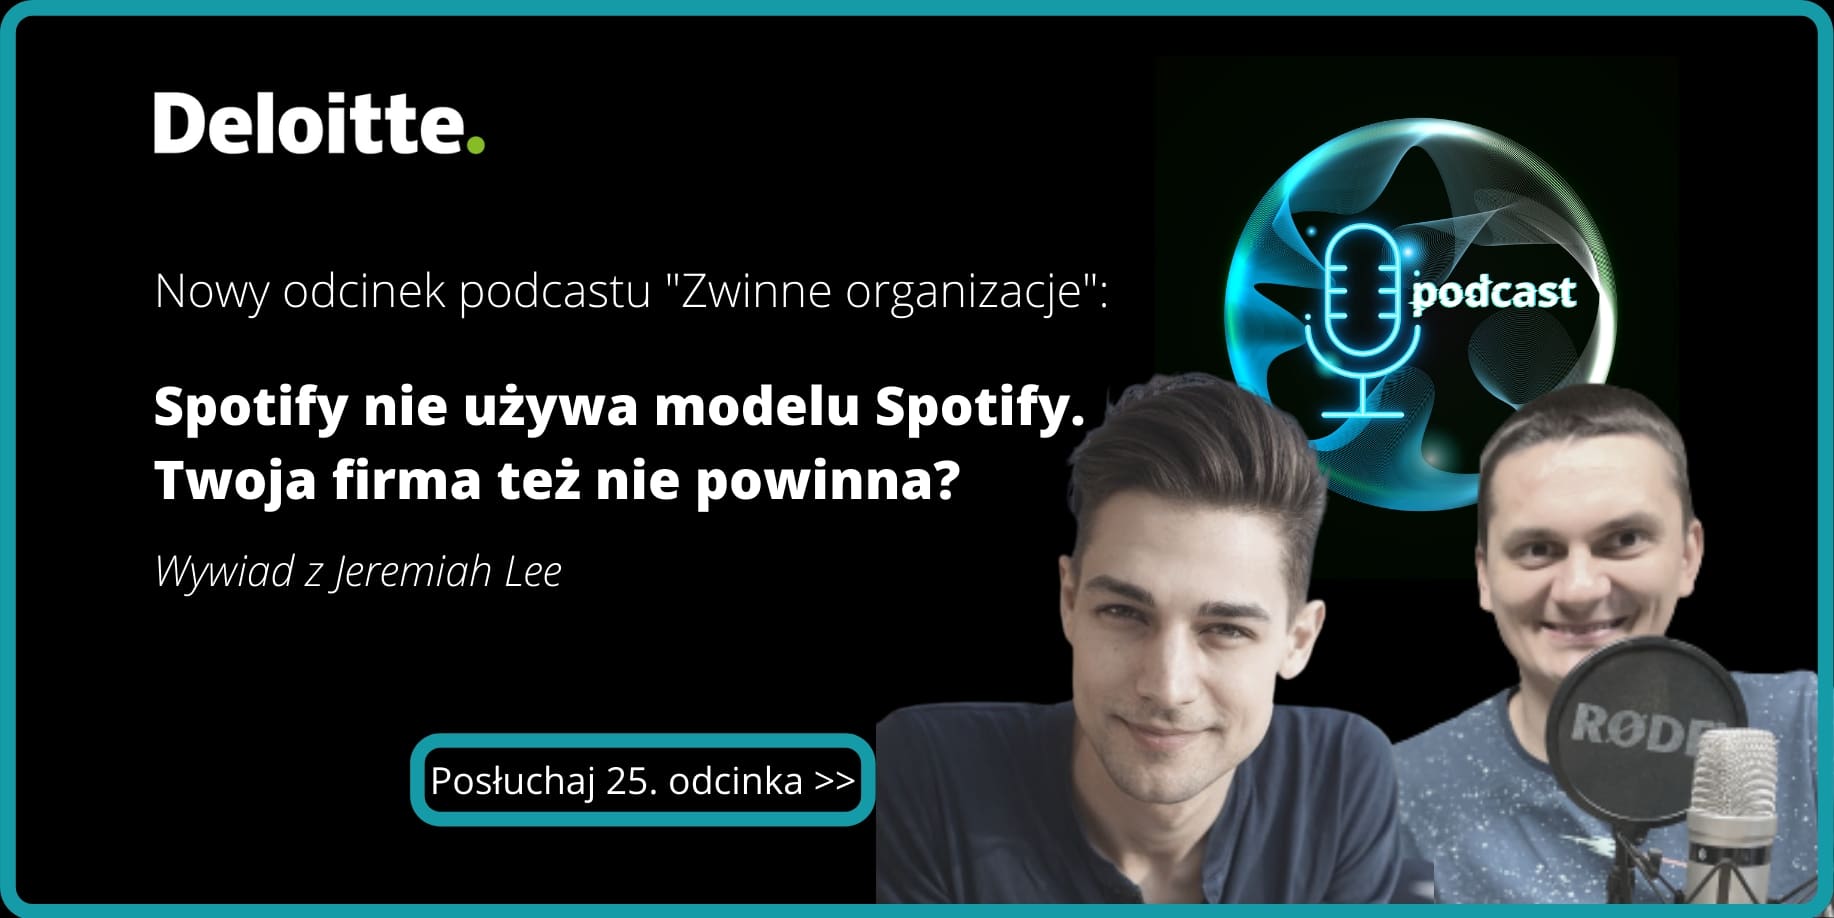 Deloitte.
Nowy odcinek podcastu "Zwinne organizacje":
podcast
Spotify nie używa modelu Spotify.
Twoja firma też nie powinna?
Wywiad z Jeremiah Lee
RØDE
Posłuchaj 25. odcinka >>